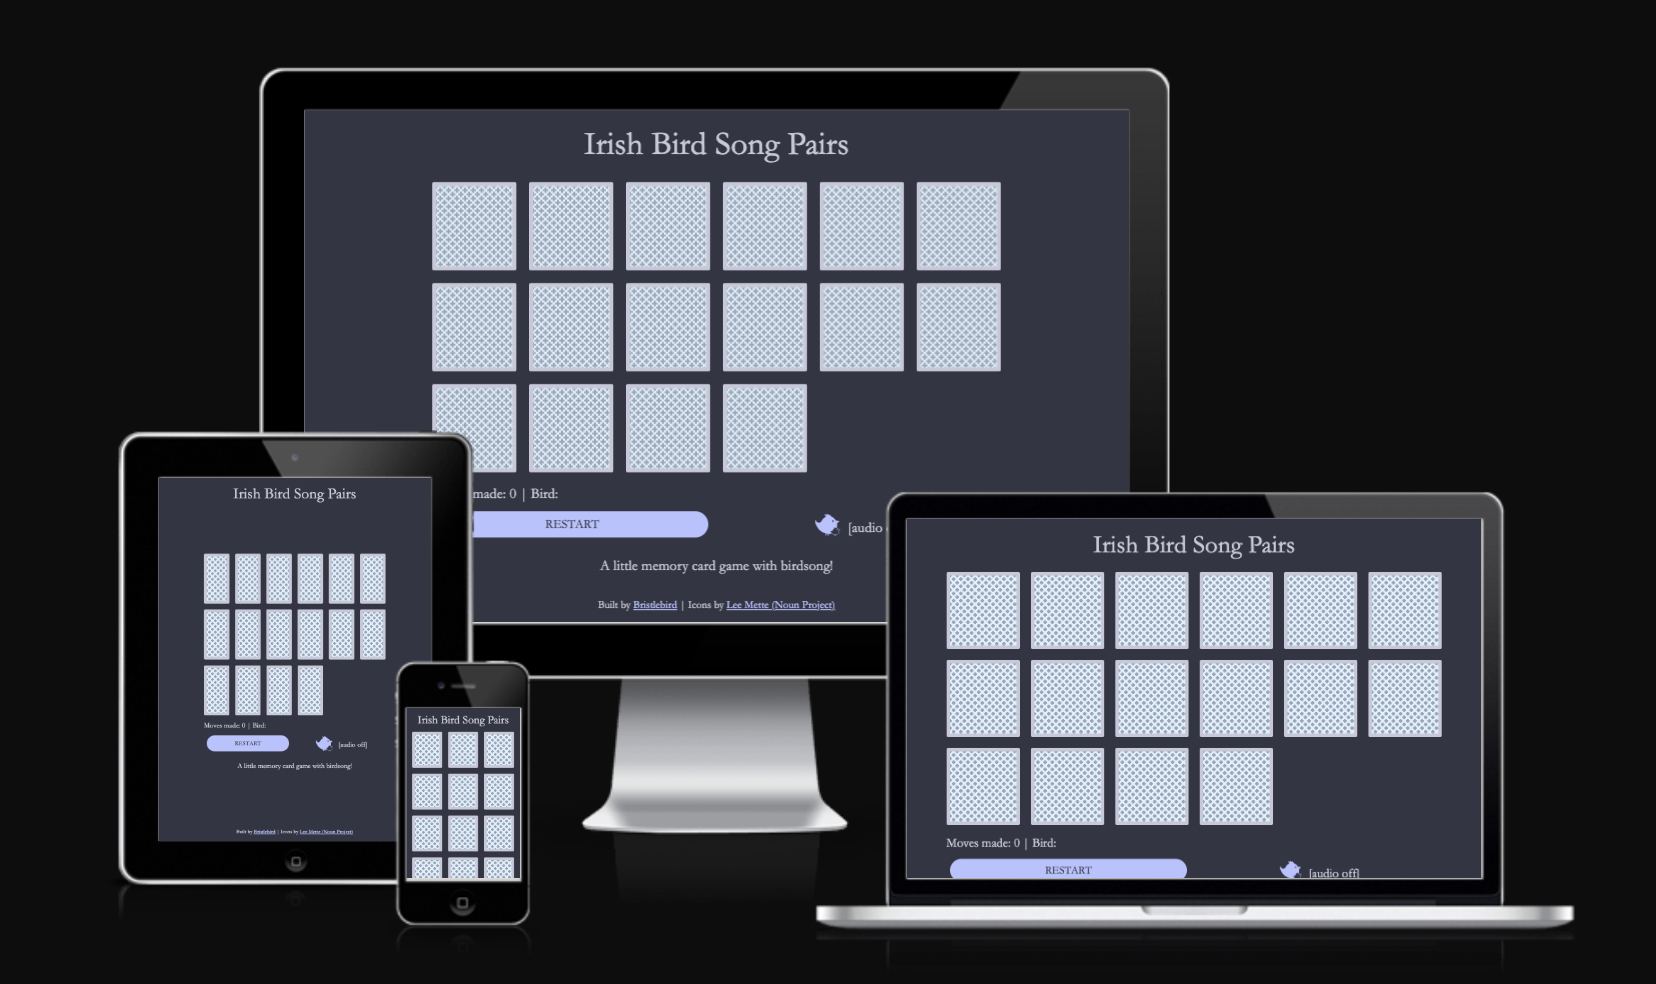 Irish Bird Song Pairs
made: 0 | Bird:
RESTART
[audio
A little memory card game with birdsong!
Built by Bristlebird | Icons by Lee Mette (Noun Project)
Irish Bird Song Pairs
Moves made: 0 | Bird:
RESTART
[audio off]
A little memory card game with birdsong!
Built by Bristlebird | Icons by Lee Mette (Noun Project)
Irish Bird Song Pairs
Irish Bird Song Pairs
Moves made: 0 | Bird:
RESTART
[audio off]